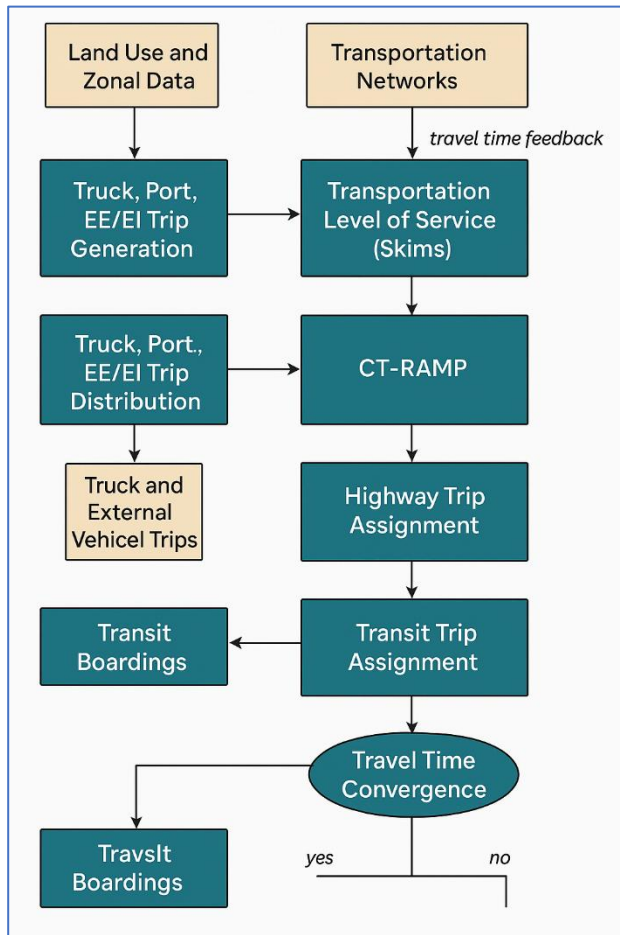 Land Use and
Zonal Data
Transportation
Networks
travel time feedback
Truck, Port,
EE/EI Trip
Generation
Transportation
Level of Service
(Skims)
Truck, Port.,
EE/EI Trip
Distribution
CT-RAMP
Truck and
External
Vehicel Trips
Highway Trip
Assignment
Transit
Boardings
Transit Trip
Assignment
Travel Time
Convergence
TravsIt
Boardings
yes
no